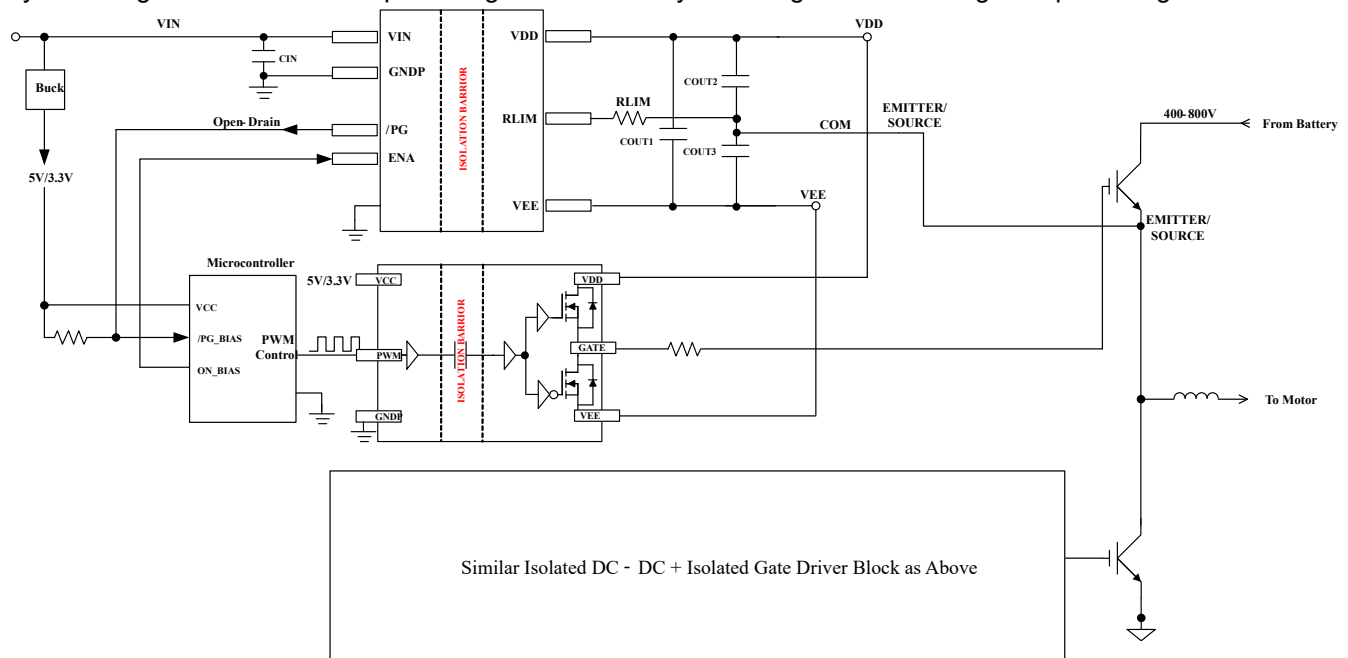 VIN
VDD
VIN
VDD
CIN
GNDP
COUT2
Buck
ISOLATION BARRIOR
RLIM
EMITTER/
SOURCE
400-800V
From Battery
Open-Drain
/PG
RLIM
COM
COUT1
COUT3
ENA
5V/3.3V
VEE
VEE
EMITTER/
SOURCE
Microcontroller
5V/3.3V
VCC
VDD
VCC
ISOLATION BARRIOR
/PG_BIAS
PWM
Control
PWM
GATE
ON_BIAS
To Motor
GNDP
VEE
Similar Isolated DC - DC + Isolated Gate Driver Block as Above